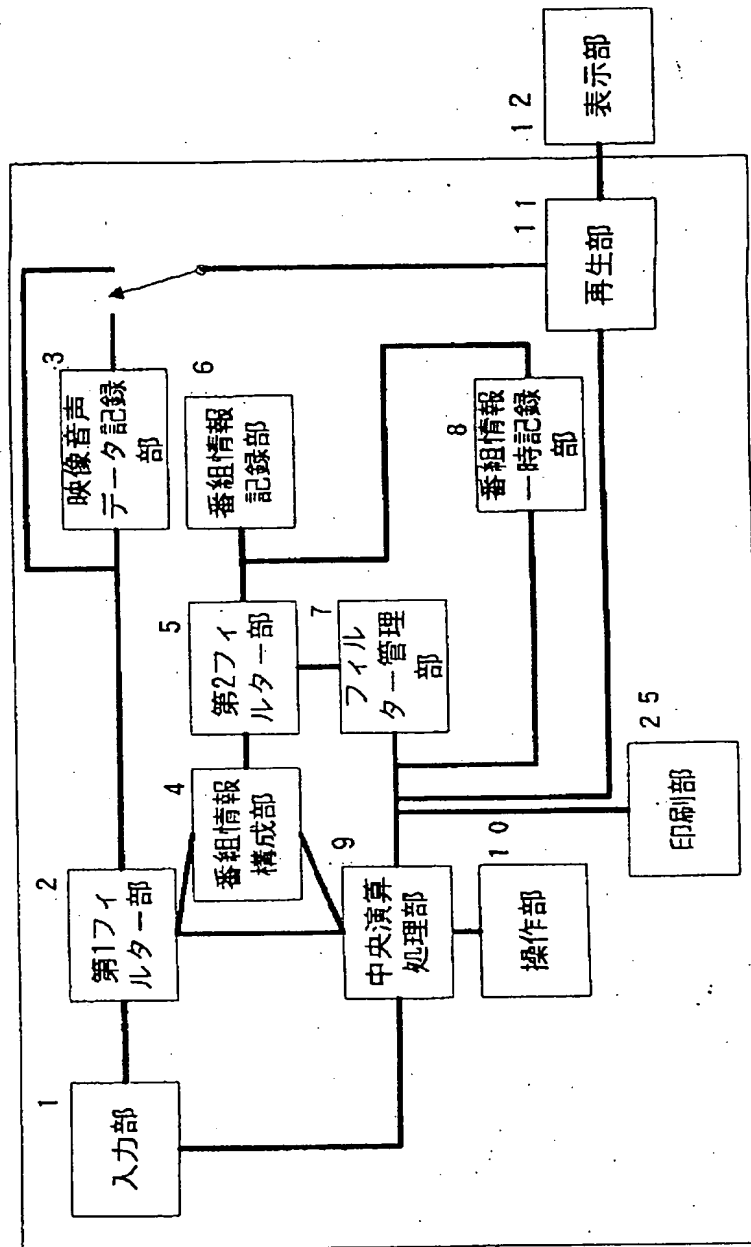 1
入力部
2
第1フィ
ルター部
3
映像音声
データ記録
部
4
番組情報
構成部
5
第2フィ
ルター部
6
番組情報
記録部
7
フィル
ター管理
部
8
番組情報
一時記録
部
9
中央演算
処理部
10
操作部
11
再生部
12
表示部
25
印刷部